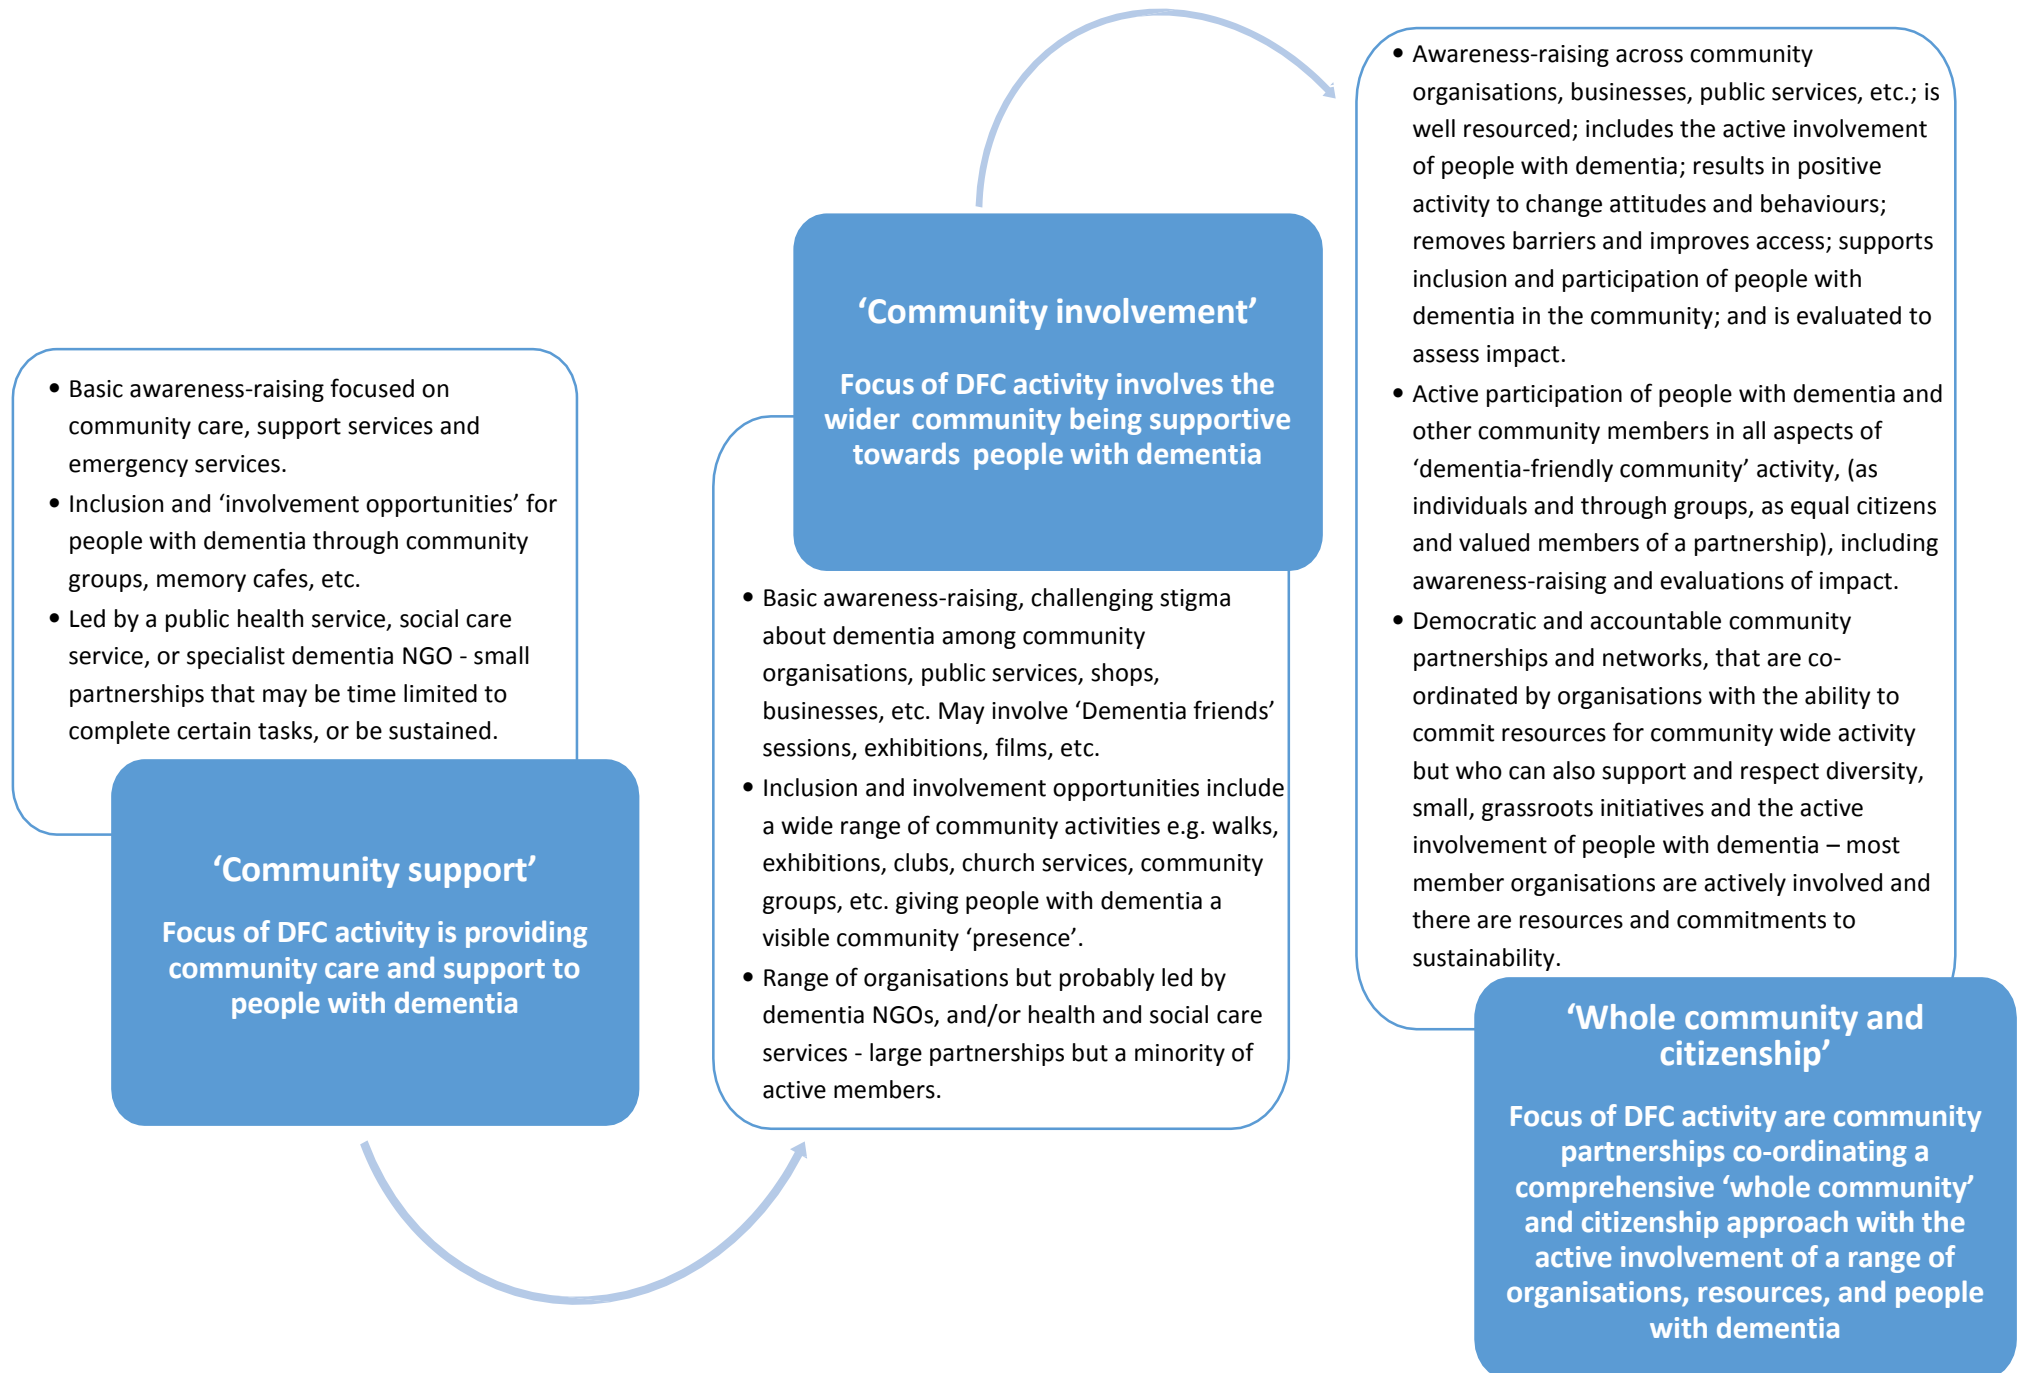 • Basic awareness-raising focused on
community care, support services and
emergency services.
• Inclusion and ‘involvement opportunities’ for
people with dementia through community
groups, memory cafes, etc.
• Led by a public health service, social care
service, or specialist dementia NGO - small
partnerships that may be time limited to
complete certain tasks, or be sustained.
‘Community support’
Focus of DFC activity is providing
community care and support to
people with dementia
‘Community involvement’
Focus of DFC activity involves the
wider community being supportive
towards people with dementia
• Basic awareness-raising, challenging stigma
about dementia among community
organisations, public services, shops,
businesses, etc. May involve ‘Dementia friends’
sessions, exhibitions, films, etc.
• Inclusion and involvement opportunities include
a wide range of community activities e.g. walks,
exhibitions, clubs, church services, community
groups, etc. giving people with dementia a
visible community ‘presence’.
• Range of organisations but probably led by
dementia NGOs, and/or health and social care
services - large partnerships but a minority of
active members.
• Awareness-raising across community
organisations, businesses, public services, etc.; is
well resourced; includes the active involvement
of people with dementia; results in positive
activity to change attitudes and behaviours;
removes barriers and improves access; supports
inclusion and participation of people with
dementia in the community; and is evaluated to
assess impact.
• Active participation of people with dementia and
other community members in all aspects of
‘dementia-friendly community’ activity, (as
individuals and through groups, as equal citizens
and valued members of a partnership), including
awareness-raising and evaluations of impact.
• Democratic and accountable community
partnerships and networks, that are co-
ordinated by organisations with the ability to
commit resources for community wide activity
but who can also support and respect diversity,
small, grassroots initiatives and the active
involvement of people with dementia – most
member organisations are actively involved and
there are resources and commitments to
sustainability.
‘Whole community and
citizenship’
Focus of DFC activity are community
partnerships co-ordinating a
comprehensive ‘whole community’
and citizenship approach with the
active involvement of a range of
organisations, resources, and people
with dementia